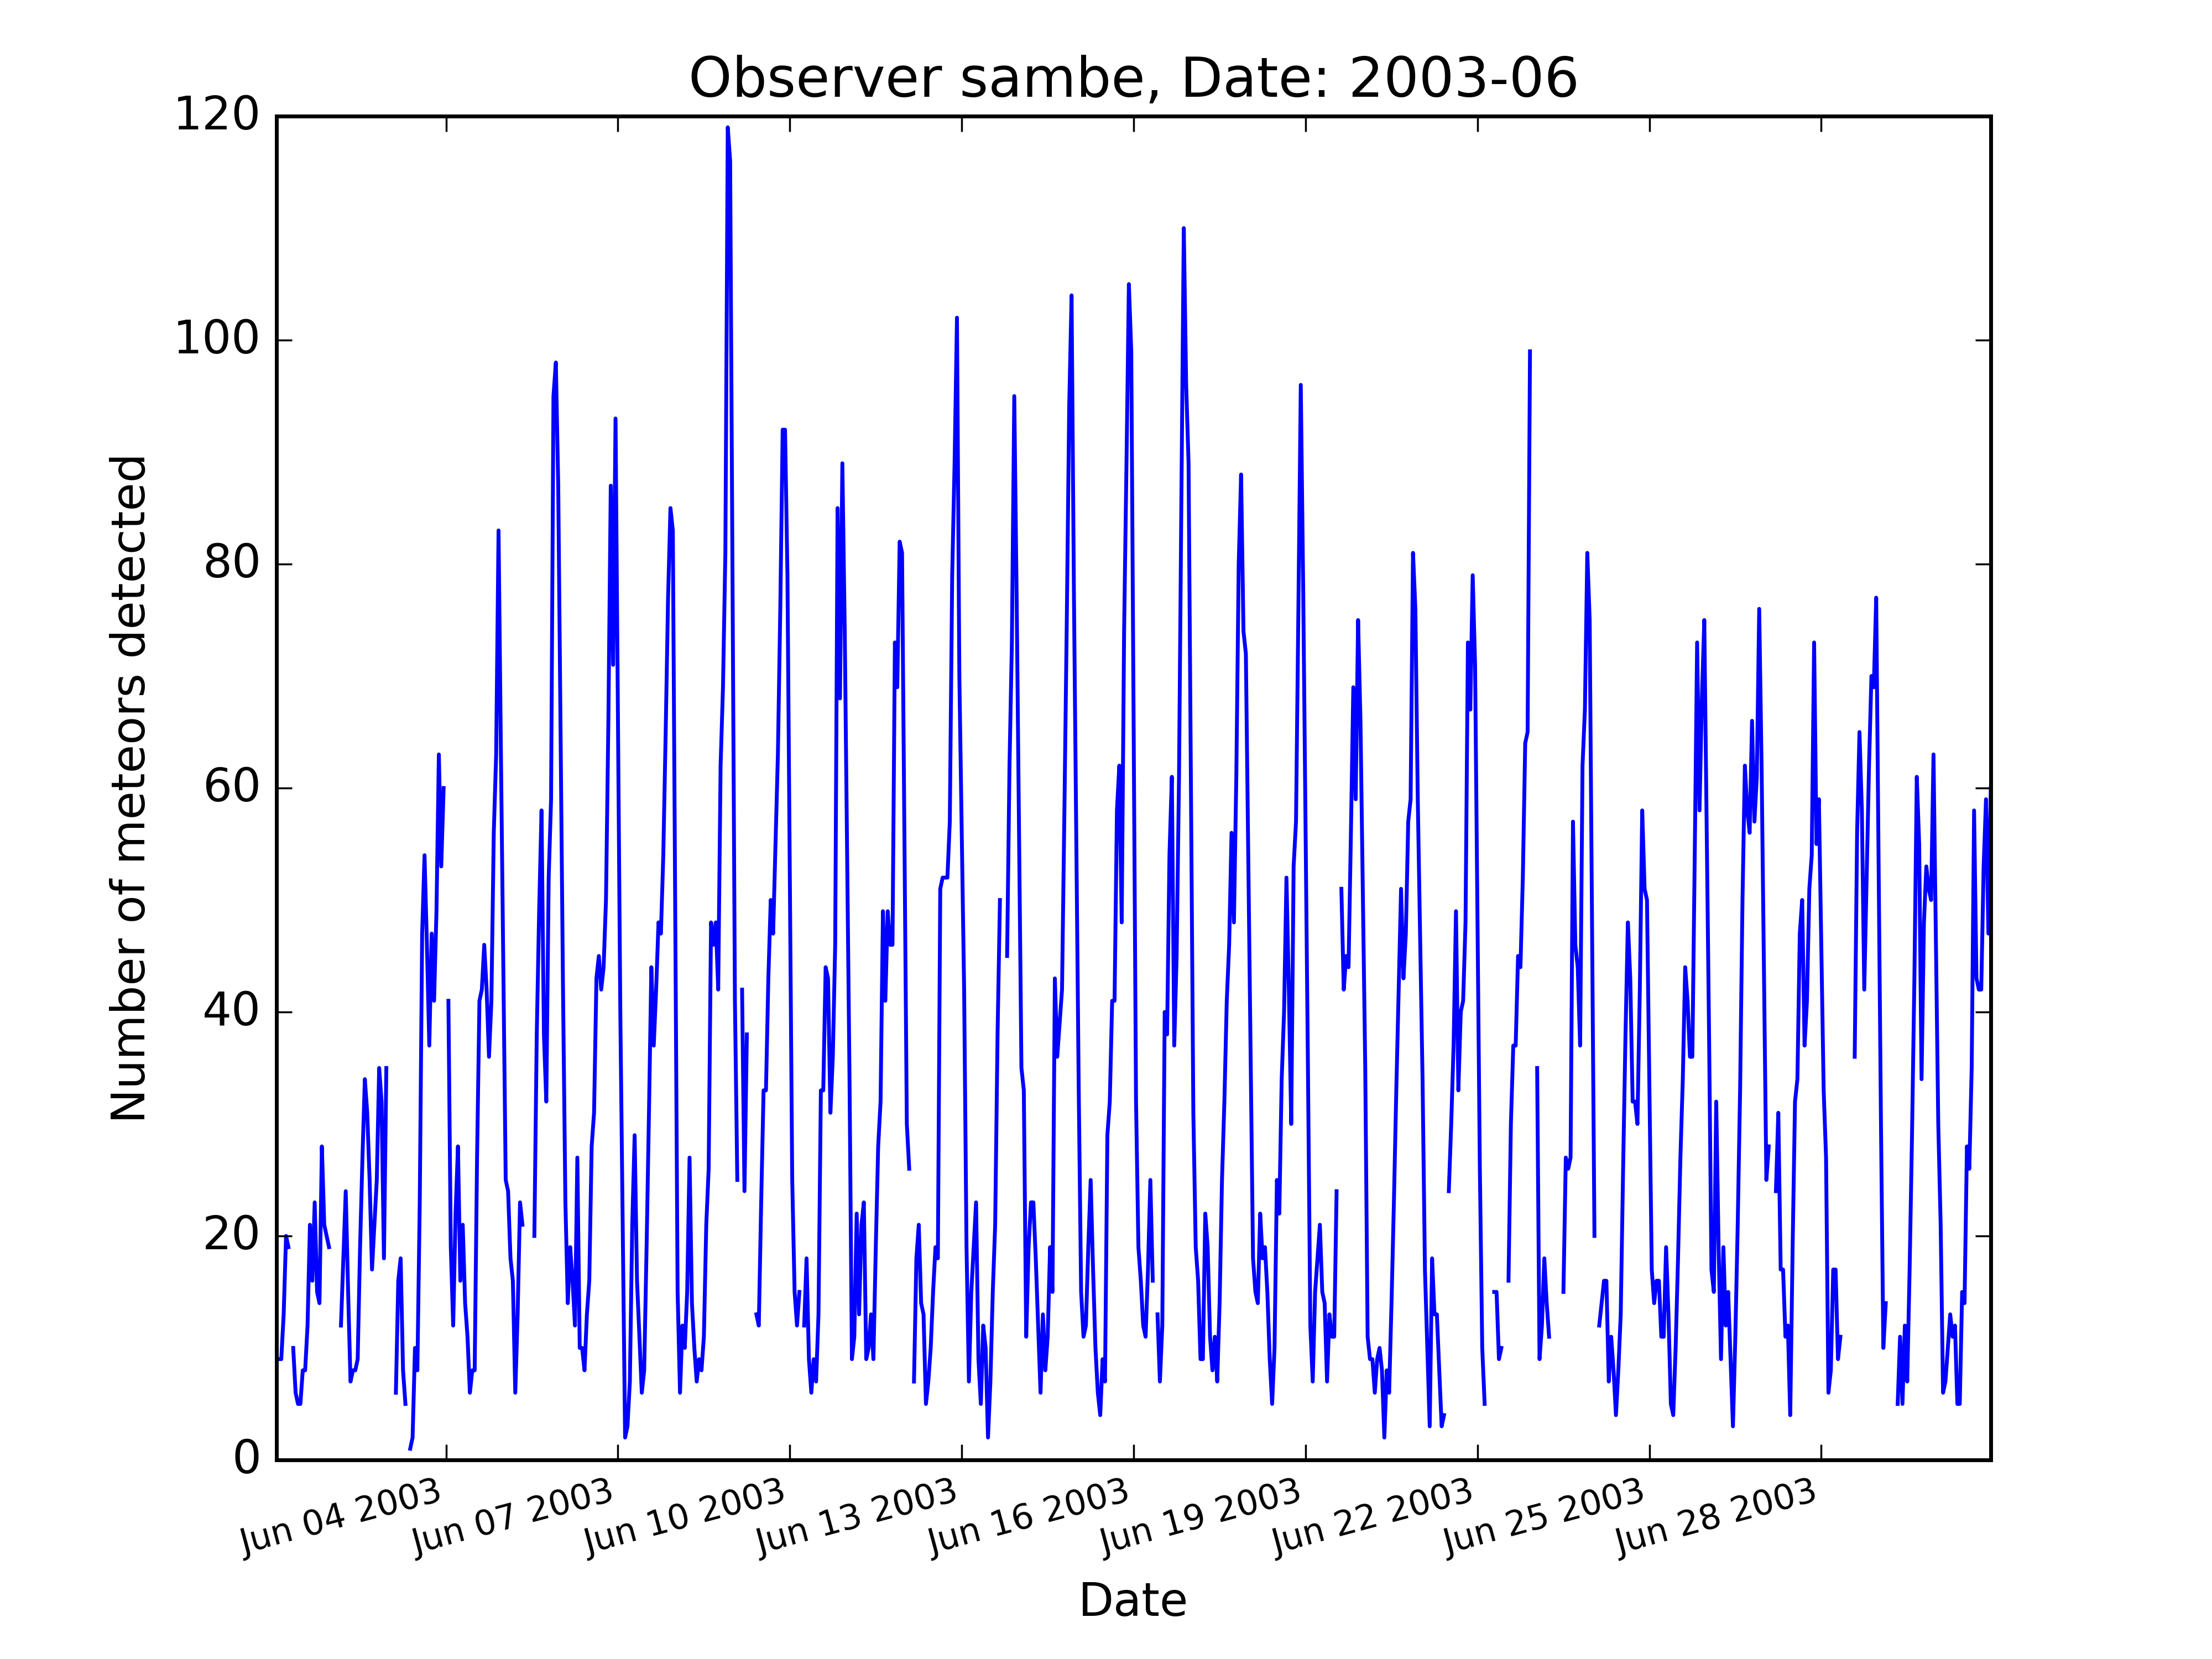 Observer sambe, Date: 2003-06
120
100
80
60
40
20
0
Number of meteors detected
Jun 04 2003
Jun 07 2003
Jun 10 2003
Jun 13 2003
Jun 16 2003
Jun 19 2003
Jun 22 2003
Jun 25 2003
Jun 28 2003
Date